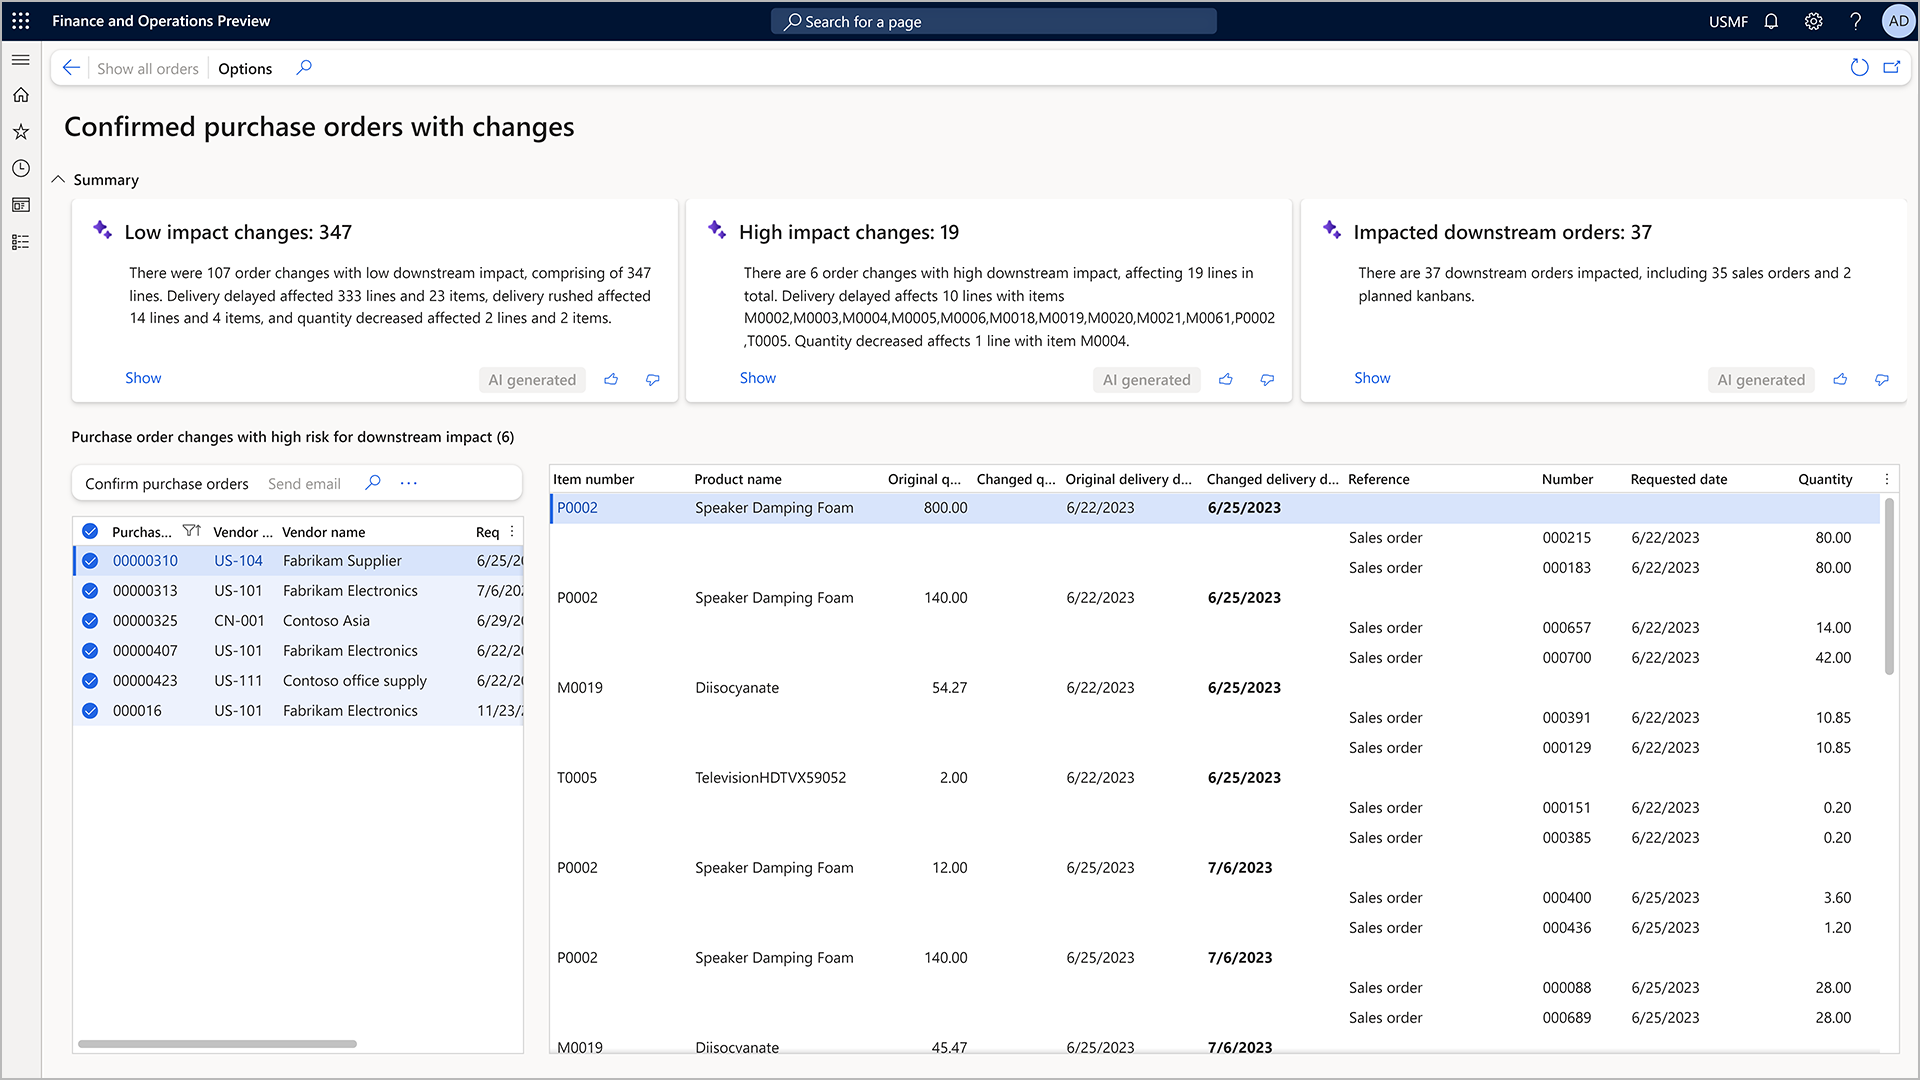 Finance and Operations Preview
Search for a page
USMF
AD
Show all orders
Options
Confirmed purchase orders with changes
Summary
Low impact changes: 347
There were 107 order changes with low downstream impact, comprising of 347
lines. Delivery delayed affected 333 lines and 23 items, delivery rushed affected
14 lines and 4 items, and quantity decreased affected 2 lines and 2 items.
Show
AI generated
High impact changes: 19
There are 6 order changes with high downstream impact, affecting 19 lines in
total. Delivery delayed affects 10 lines with items
M0002,M0003,M0004,M0005,M0006,M0018,M0019,M0020,M0021,M0061,P0002
,T0005. Quantity decreased affects 1 line with item M0004.
Show
AI generated
Impacted downstream orders: 37
There are 37 downstream orders impacted, including 35 sales orders and 2
planned kanbans.
Show
AI generated
Purchase order changes with high risk for downstream impact (6)
Confirm purchase orders Send email ...
Purchas... Vendor ... Vendor name Req
00000310 US-104 Fabrikam Supplier 6/25/20
00000313 US-101 Fabrikam Electronics 7/6/202
00000325 CN-001 Contoso Asia 6/29/20
00000407 US-101 Fabrikam Electronics 6/22/20
00000423 US-111 Contoso office supply 6/22/20
000016 US-101 Fabrikam Electronics 11/23/
Item number Product name Original q... Changed q... Original delivery d... Changed delivery d... Reference Number Requested date Quantity
P0002 Speaker Damping Foam 800.00 6/22/2023 6/25/2023
Sales order 000215 6/22/2023 80.00
Sales order 000183 6/22/2023 80.00
P0002 Speaker Damping Foam 140.00 6/22/2023 6/25/2023
Sales order 000657 6/22/2023 14.00
Sales order 000700 6/22/2023 42.00
M0019 Diisocyanate 54.27 6/22/2023 6/25/2023
Sales order 000391 6/22/2023 10.85
Sales order 000129 6/22/2023 10.85
T0005 TelevisionHDTVX59052 2.00 6/22/2023 6/25/2023
Sales order 000151 6/22/2023 0.20
Sales order 000385 6/22/2023 0.20
P0002 Speaker Damping Foam 12.00 6/25/2023 7/6/2023
Sales order 000400 6/25/2023 3.60
Sales order 000436 6/25/2023 1.20
P0002 Speaker Damping Foam 140.00 6/25/2023 7/6/2023
Sales order 000088 6/25/2023 28.00
Sales order 000689 6/25/2023 28.00
M0019 Diisocyanate 45.47 6/25/2023 7/6/2023